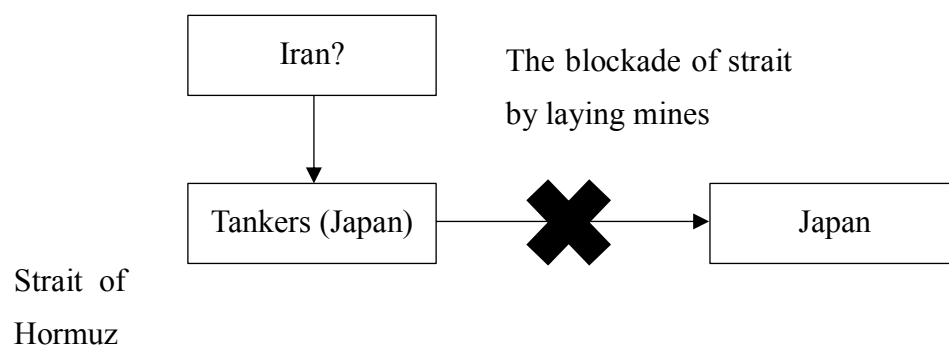 Iran?
The blockade of strait
by laying mines
Tankers (Japan)
Japan
Strait of
Hormuz